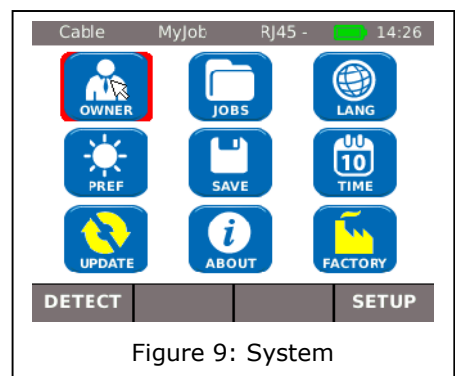 Cable MyJob RJ45 - 14:26
OWNER JOBS LANG
10
PREF SAVE TIME
i
UPDATE ABOUT FACTORY
DETECT SETUP
Figure 9: System